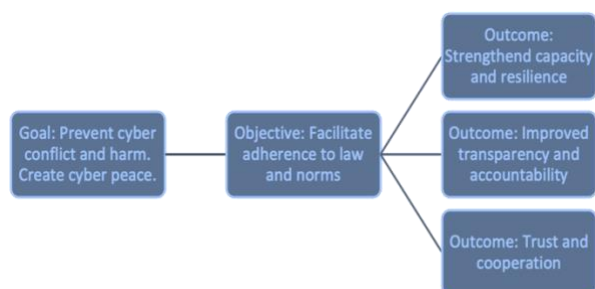 Goal: Prevent cyber
conflict and harm.
Create cyber peace.
Objective: Facilitate
adherence to law
and norms
Outcome:
Strengthend capacity
and resilience
Outcome: Improved
transparency and
accountability
Outcome: Trust and
cooperation